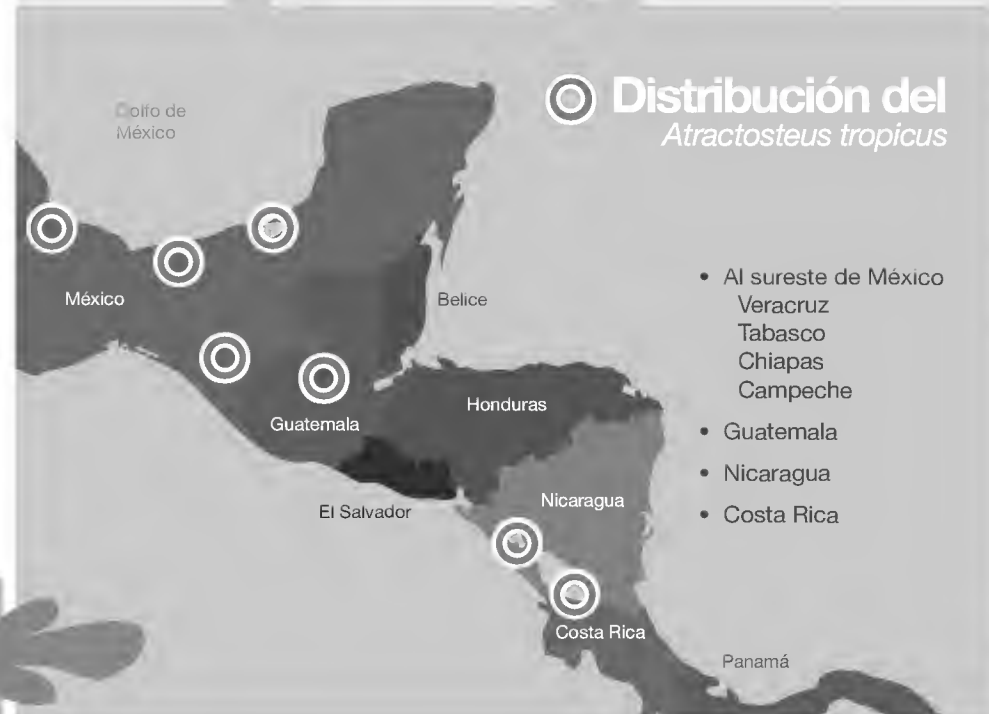 Distribución del
Atractosteus tropicus
Golfo de
México
México
Belice
Guatemala
Honduras
El Salvador
Nicaragua
Costa Rica
Panamá
• Al sureste de México
Veracruz
Tabasco
Chiapas
Campeche
• Guatemala
• Nicaragua
• Costa Rica